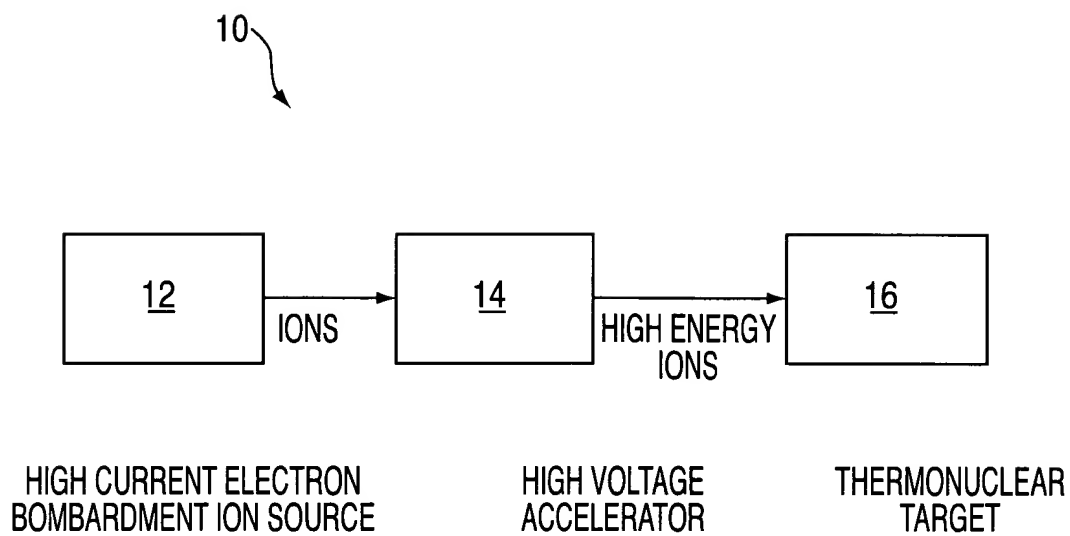 10
12
IONS
14
HIGH ENERGY
IONS
16
HIGH CURRENT ELECTRON
BOMBARDMENT ION SOURCE
HIGH VOLTAGE
ACCELERATOR
THERMONUCLEAR
TARGET